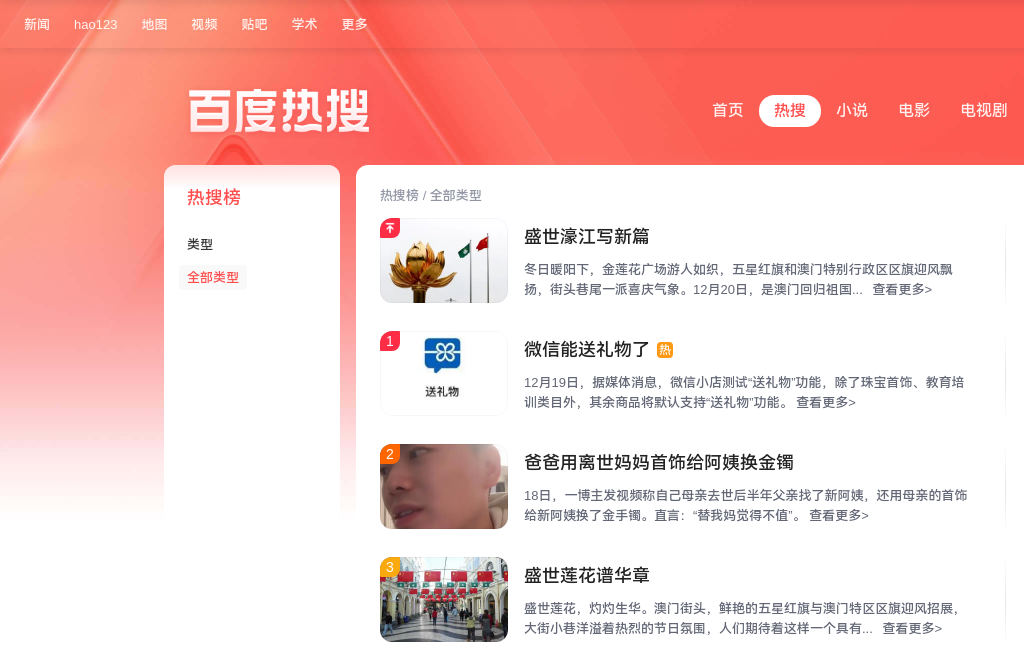 新闻 hao123 地图 视频 贴吧 学术 更多
百度热搜
首页 热搜 小说 电影 电视剧
热搜榜
类型
全部类型
热搜榜 / 全部类型
盛世濠江写新篇
冬日暖阳下，金莲花广场游人如织，五星红旗和澳门特别行政区区旗迎风飘
扬，街头巷尾一派喜庆气象。12月20日，是澳门回归祖国... 查看更多>
1
送礼物
微信能送礼物了 热
12月19日，据媒体消息，微信小店测试“送礼物”功能，除了珠宝首饰、教育培
训类目外，其余商品将默认支持“送礼物”功能。 查看更多>
2
爸爸用离世妈妈首饰给阿姨换金镯
18日，一博主发视频称自己母亲去世后半年父亲找了新阿姨，还用母亲的首饰
给新阿姨换了金手镯。直言：“替我妈觉得不值”。 查看更多>
3
盛世莲花谱华章
盛世莲花，灼灼生华。澳门街头，鲜艳的五星红旗与澳门特区区旗迎风招展，
大街小巷洋溢着热烈的节日氛围，人们期待着这样一个具有... 查看更多>